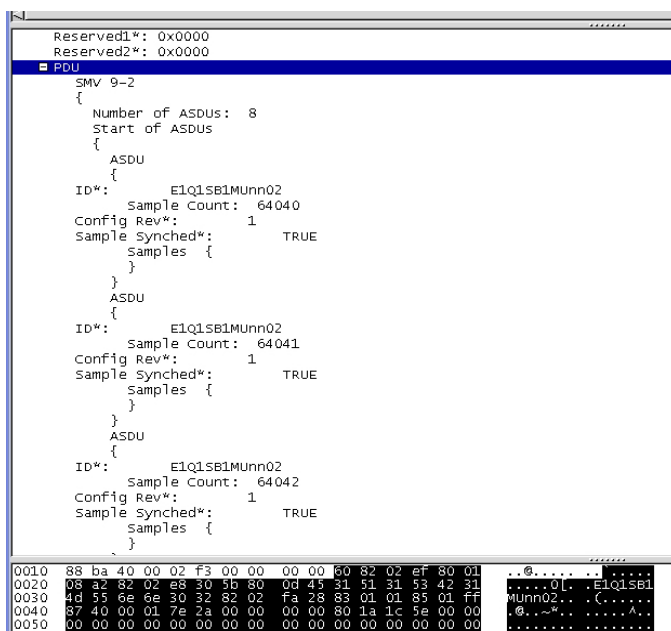 Reserved1*: 0x0000
Reserved2*: 0x0000
PDU
SMV 9-2
{
Number of ASDUs: 8
Start of ASDUs
{
ASDU
{
ID*: E1Q1SB1MUnn02
Sample Count: 64040
Config Rev*: 1
Sample Synched*: TRUE
Samples {
}
}
ASDU
{
ID*: E1Q1SB1MUnn02
Sample Count: 64041
Config Rev*: 1
Sample Synched*: TRUE
Samples {
}
}
ASDU
{
ID*: E1Q1SB1MUnn02
Sample Count: 64042
Config Rev*: 1
Sample Synched*: TRUE
Samples {
}
0010 88 ba 40 00 02 f3 00 00 00 00 60 82 02 ef 80 01 ..@..... ..`.....
0020 08 a2 82 02 e8 30 5b 80 0d 45 31 51 31 53 42 31 .....0[. .E1Q1SB1
0030 4d 55 6e 6e 30 32 82 02 fa 28 83 01 01 85 01 ff MUnn02.. .(......
0040 87 40 00 01 7e 2a 00 00 00 00 80 1a 1c 5e 00 00 .@..~*.. .....^..
0050 00 00 00 00 00 00 00 00 00 00 00 00 00 00 00 00 ........ ........